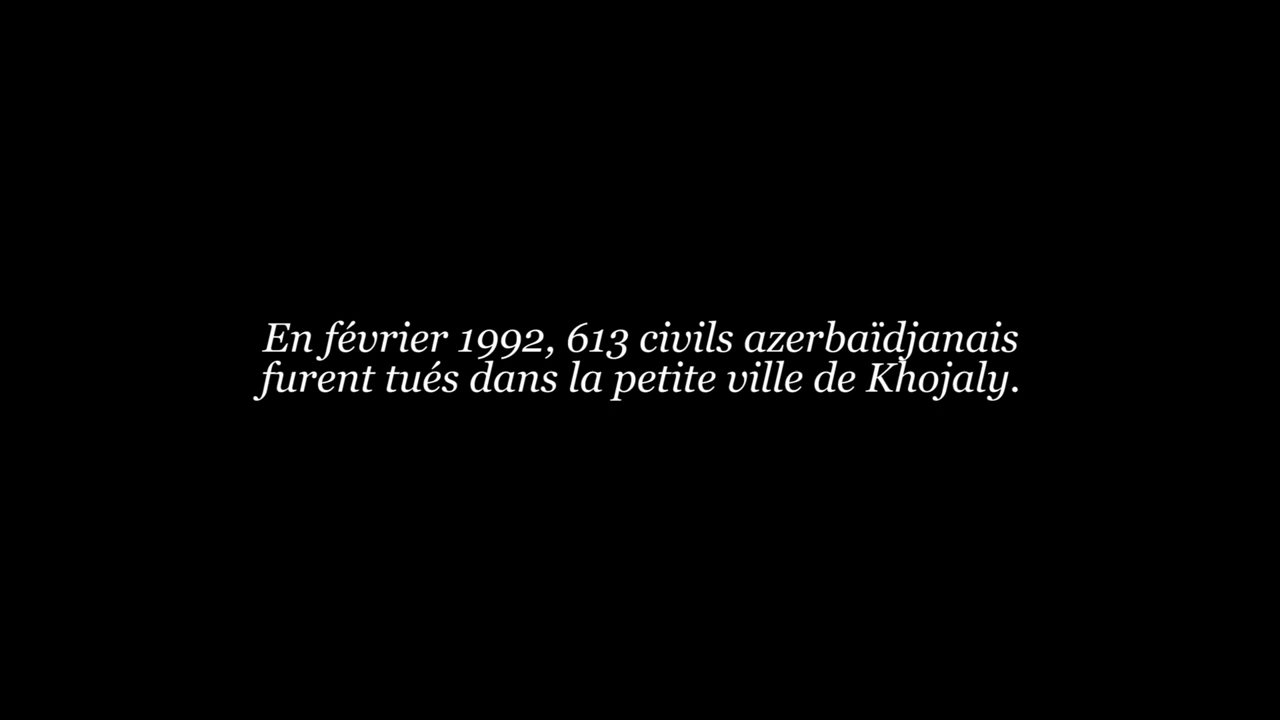 En février 1992, 613 civils azerbaïdjanais
furent tués dans la petite ville de Khojaly.